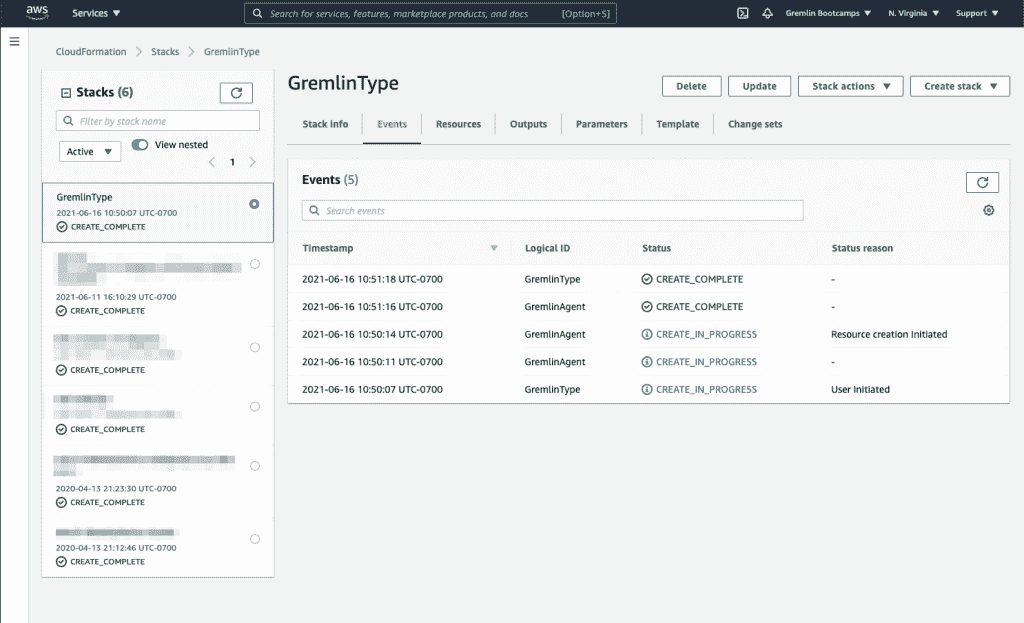 aws
Services
Search for services, features, marketplace products, and docs [Option+S]
Gremlin Bootcamps
N. Virginia
Support
CloudFormation > Stacks > GremlinType
Stacks (6)
Filter by stack name
Active
View nested
< 1 >
GremlinType
2021-06-16 10:50:07 UTC-0700
CREATE_COMPLETE
2021-06-11 16:10:29 UTC-0700
CREATE_COMPLETE
CREATE_COMPLETE
CREATE_COMPLETE
2020-04-13 21:23:30 UTC-0700
CREATE_COMPLETE
2020-04-13 21:12:46 UTC-0700
CREATE_COMPLETE
GremlinType
Delete
Update
Stack actions
Create stack
Stack info
Events
Resources
Outputs
Parameters
Template
Change sets
Events (5)
Search events
Timestamp Logical ID Status Status reason
2021-06-16 10:51:18 UTC-0700 GremlinType CREATE_COMPLETE -
2021-06-16 10:51:16 UTC-0700 GremlinAgent CREATE_COMPLETE -
2021-06-16 10:50:14 UTC-0700 GremlinAgent CREATE_IN_PROGRESS Resource creation Initiated
2021-06-16 10:50:11 UTC-0700 GremlinAgent CREATE_IN_PROGRESS -
2021-06-16 10:50:07 UTC-0700 GremlinType CREATE_IN_PROGRESS User Initiated